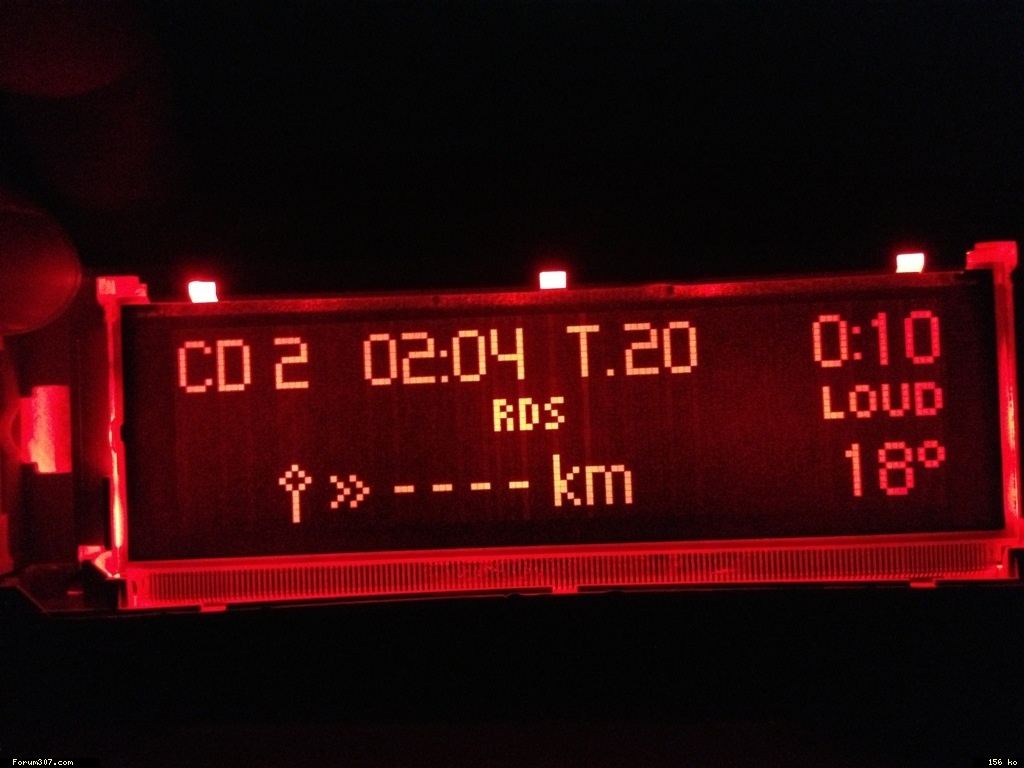 CD 2 02:04 T.20 0:10
RDS LOUD
↑ » ---- km 18°
Forum307.com 156 ko